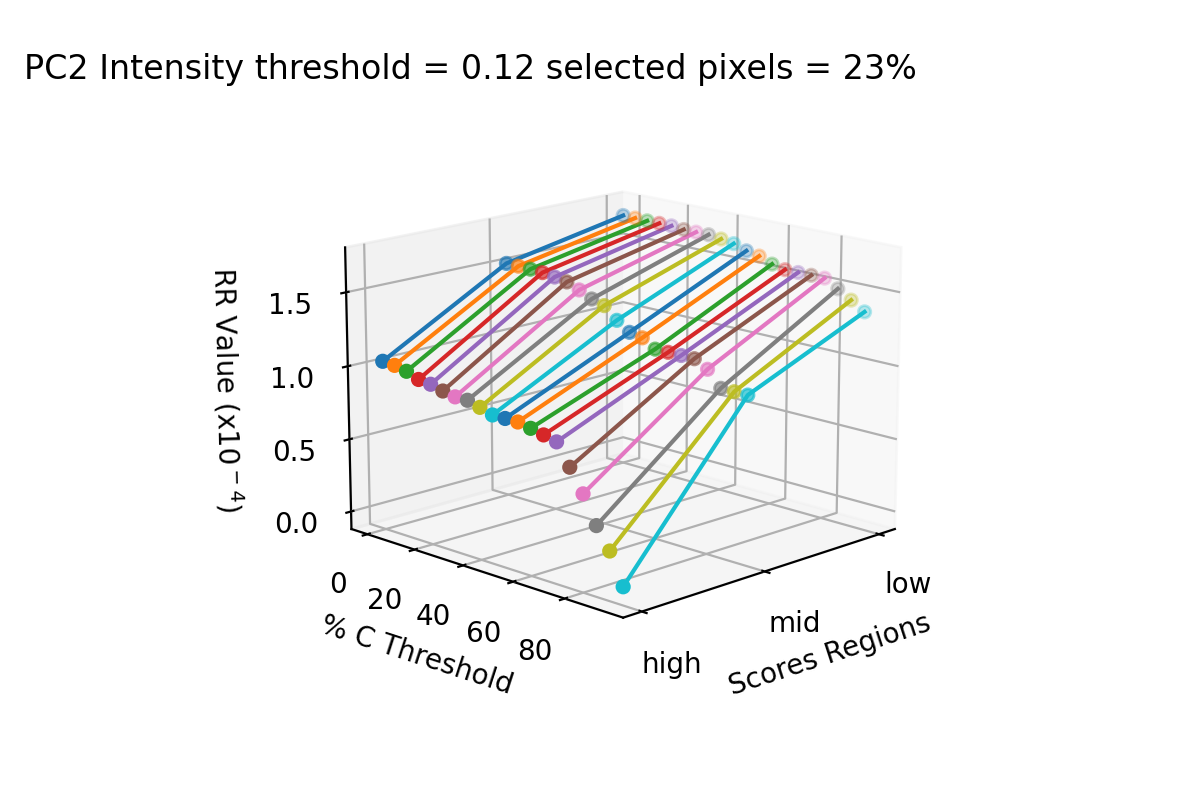 PC2 Intensity threshold = 0.12 selected pixels = 23%
RR Value (x10⁻⁴)
1.5
1.0
0.5
0.0
0
20
40
60
80
% C Threshold
high
mid
low
Scores Regions